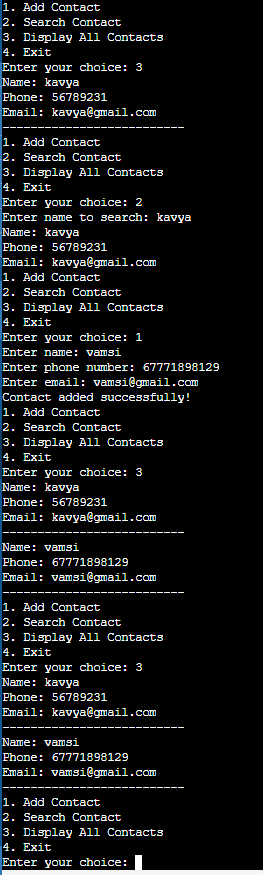 1. Add Contact
2. Search Contact
3. Display All Contacts
4. Exit
Enter your choice: 3
Name: kavya
Phone: 56789231
Email: kavya@gmail.com
----------------------------
1. Add Contact
2. Search Contact
3. Display All Contacts
4. Exit
Enter your choice: 2
Enter name to search: kavya
Name: kavya
Phone: 56789231
Email: kavya@gmail.com
1. Add Contact
2. Search Contact
3. Display All Contacts
4. Exit
Enter your choice: 1
Enter name: vamsi
Enter phone number: 67771898129
Enter email: vamsi@gmail.com
Contact added successfully!
1. Add Contact
2. Search Contact
3. Display All Contacts
4. Exit
Enter your choice: 3
Name: kavya
Phone: 56789231
Email: kavya@gmail.com
----------------------------
Name: vamsi
Phone: 67771898129
Email: vamsi@gmail.com
----------------------------
1. Add Contact
2. Search Contact
3. Display All Contacts
4. Exit
Enter your choice: 3
Name: kavya
Phone: 56789231
Email: kavya@gmail.com
----------------------------
Name: vamsi
Phone: 67771898129
Email: vamsi@gmail.com
----------------------------
1. Add Contact
2. Search Contact
3. Display All Contacts
4. Exit
Enter your choice: